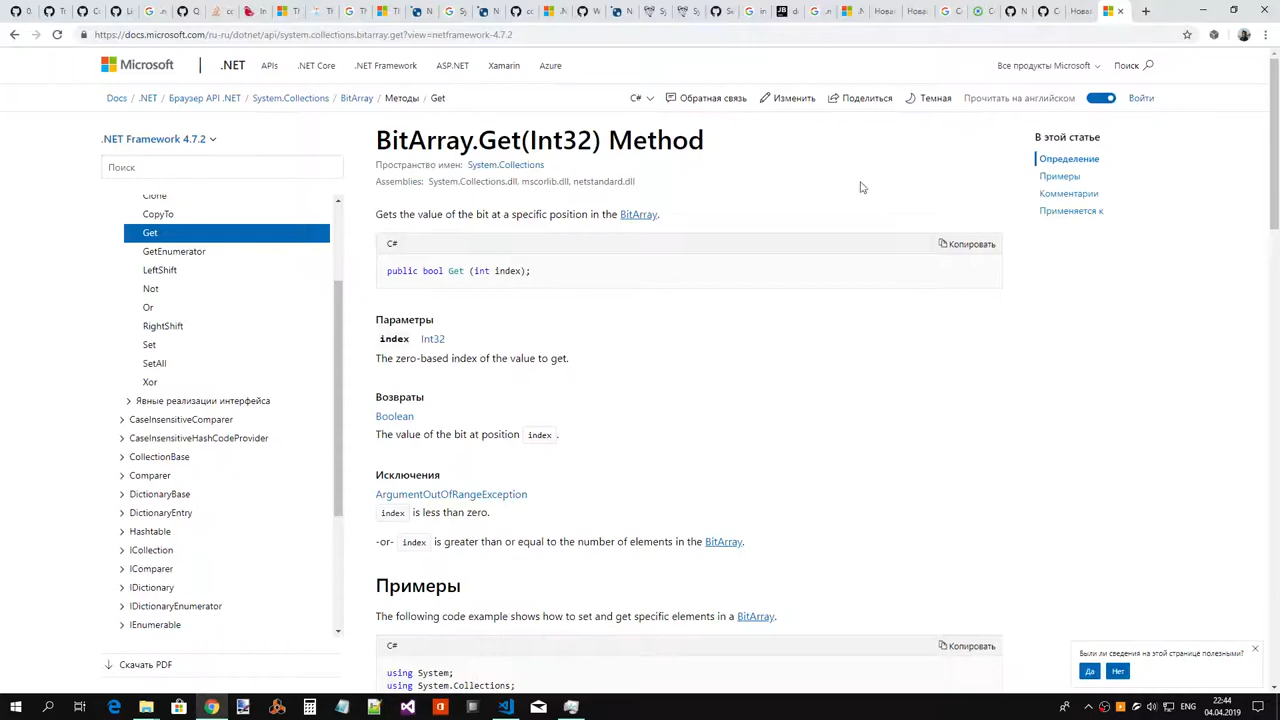 https://docs.microsoft.com/ru-ru/dotnet/api/system.collections.bitarray.get?view=netframework-4.7.2
Microsoft
.NET
APIs
.NET Core
.NET Framework
ASP.NET
Xamarin
Azure
Все продукты Microsoft
Поиск
Docs / .NET / Браузер API .NET / System.Collections / BitArray / Методы / Get
C#
Обратная связь
Изменить
Поделиться
Темная
Прочитать на английском
Войти
.NET Framework 4.7.2
Поиск
Clone
CopyTo
Get
GetEnumerator
LeftShift
Not
Or
RightShift
Set
SetAll
Xor
Явные реализации интерфейса
CaseInsensitiveComparer
CaseInsensitiveHashCodeProvider
CollectionBase
Comparer
DictionaryBase
DictionaryEntry
Hashtable
ICollection
IComparer
IDictionary
IDictionaryEnumerator
IEnumerable
Скачать PDF
BitArray.Get(Int32) Method
Пространство имен: System.Collections
Assemblies: System.Collections.dll, mscorlib.dll, netstandard.dll
Gets the value of the bit at a specific position in the BitArray.
C#
Копировать
public bool Get (int index);
Параметры
index Int32
The zero-based index of the value to get.
Возвраты
Boolean
The value of the bit at position index .
Исключения
ArgumentOutOfRangeException
index is less than zero.
-or- index is greater than or equal to the number of elements in the BitArray.
Примеры
The following code example shows how to set and get specific elements in a BitArray.
C#
Копировать
using System;
using System.Collections;
В этой статье
Определение
Примеры
Комментарии
Применяется к
Были ли сведения на этой странице полезными?
Да
Нет
ENG
22:44
04.04.2019